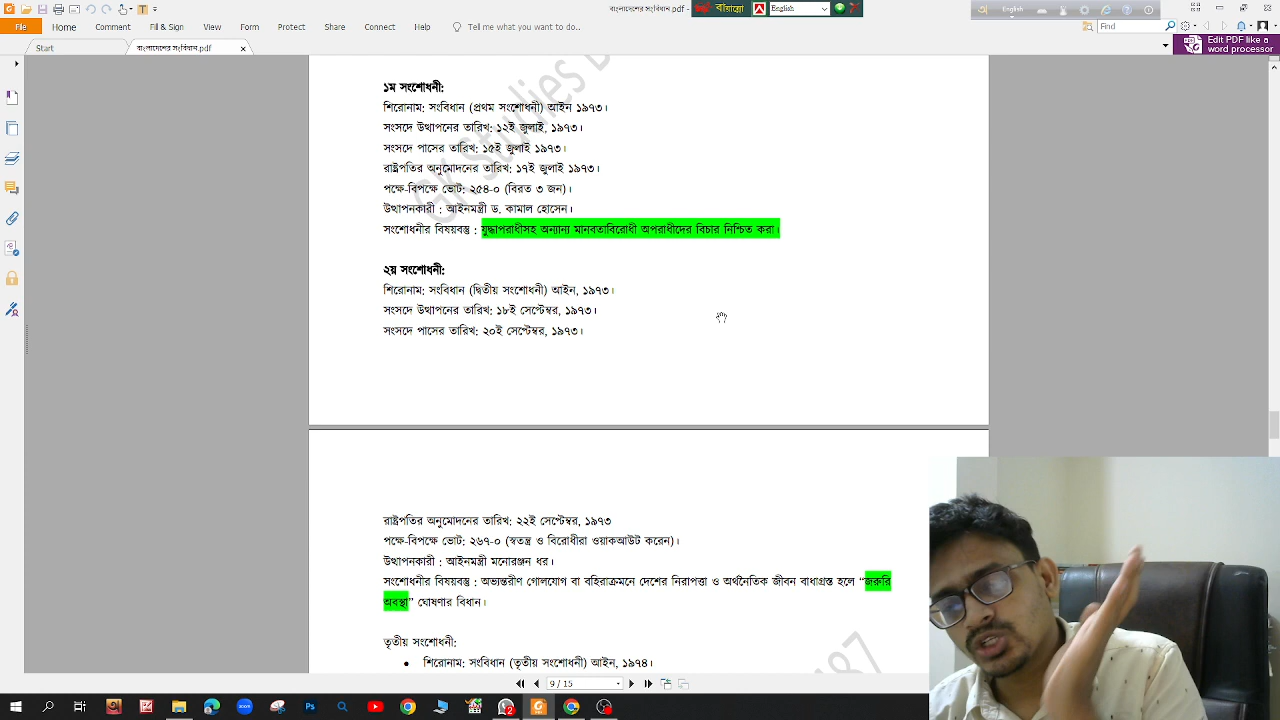 বাংলাদেশের সংবিধান.pdf -
English
English
File
Home
Comment
Fill & Sign
View
Form
Protect
Share
Connect
Help
Tell me what you want to do..
Find
Start
বাংলাদেশের সংবিধান.pdf
Edit PDF like a
word processor
GK Studies
১ম সংশোধনী:
শিরোনাম: সংবিধান (প্রথম সংশোধনী) আইন ১৯৭৩।
সংসদে উত্থাপনের তারিখ: ১২ই জুলাই, ১৯৭৩।
সংসদে পাসের তারিখ: ১৫ই জুলাই ১৯৭৩।
রাষ্ট্রপতির অনুমোদনের তারিখ: ১৭ই জুলাই ১৯৭৩।
পক্ষে-বিপক্ষে ভোট: ২৫৪-০ (বিরত ৩ জন)।
উত্থাপনকারী : আইনমন্ত্রী ড. কামাল হোসেন।
সংশোধনীর বিষয়বস্তু : যুদ্ধাপরাধীসহ অন্যান্য মানবতাবিরোধী অপরাধীদের বিচার নিশ্চিত করা।
২য় সংশোধনী:
শিরোনাম: সংবিধান (দ্বিতীয় সংশোধনী) আইন, ১৯৭৩।
সংসদে উত্থাপনের তারিখ: ১৮ই সেপ্টেম্বর, ১৯৭৩।
সংসদে পাসের তারিখ: ২০ই সেপ্টেম্বর, ১৯৭৩।
রাষ্ট্রপতির অনুমোদনের তারিখ: ২২ই সেপ্টেম্বর, ১৯৭৩
পক্ষে-বিপক্ষে ভোট: ২৬৭-০ (স্বতন্ত্র ও বিরোধীরা ওয়াকআউট করেন)।
উত্থাপনকারী : আইনমন্ত্রী মনোরঞ্জন ধর।
সংশোধনীর বিষয়বস্তু : অভ্যন্তরীণ গোলযোগ বা বহিরাক্রমনে দেশের নিরাপত্তা ও অর্থনৈতিক জীবন বাধাগ্রস্ত হলে “জরুরি
অবস্থা” ঘোষণার বিধান।
তৃতীয় সংশোধনী:
• শিরোনাম: সংবিধান (তৃতীয় সংশোধনী) আইন, ১৯৭৪।
9 / 15